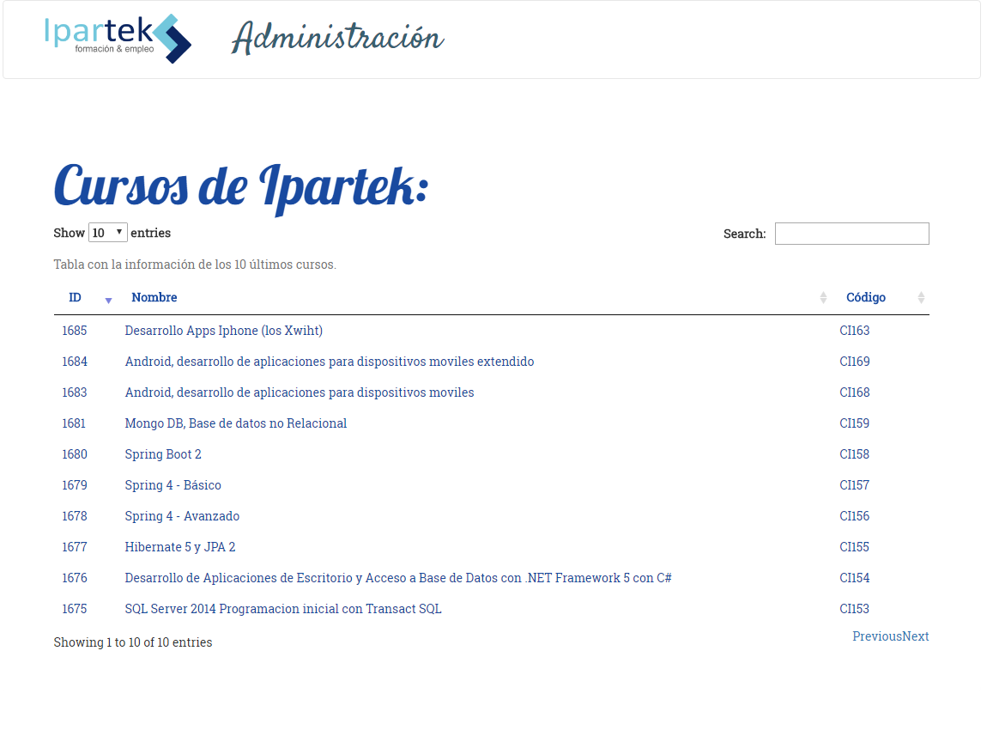 Ipartek
formación & empleo
Administración
Cursos de Ipartek:
Show 10 entries Search:
Tabla con la información de los 10 últimos cursos.
ID Nombre Código
1685 Desarrollo Apps Iphone (los Xwiht) CI163
1684 Android, desarrollo de aplicaciones para dispositivos moviles extendido CI169
1683 Android, desarrollo de aplicaciones para dispositivos moviles CI168
1681 Mongo DB, Base de datos no Relacional CI159
1680 Spring Boot 2 CI158
1679 Spring 4 - Básico CI157
1678 Spring 4 - Avanzado CI156
1677 Hibernate 5 y JPA 2 CI155
1676 Desarrollo de Aplicaciones de Escritorio y Acceso a Base de Datos con .NET Framework 5 con C# CI154
1675 SQL Server 2014 Programacion inicial con Transact SQL CI153
Showing 1 to 10 of 10 entries PreviousNext